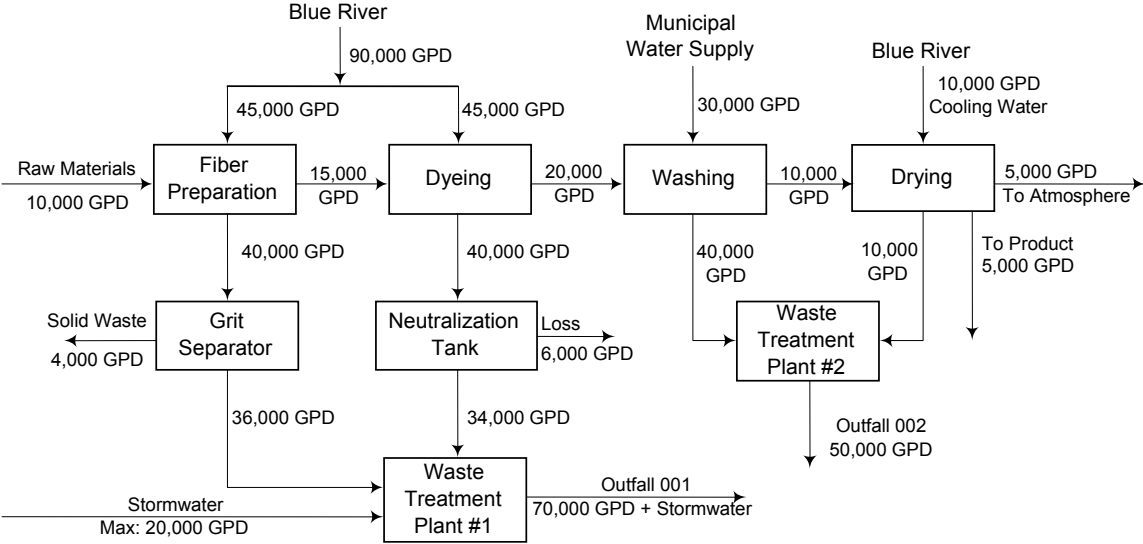 Blue River
90,000 GPD
45,000 GPD
45,000 GPD
Municipal
Water Supply
30,000 GPD
Blue River
10,000 GPD
Cooling Water
Raw Materials
10,000 GPD
Fiber
Preparation
15,000
GPD
Dyeing
20,000
GPD
Washing
10,000
GPD
Drying
5,000 GPD
To Atmosphere
40,000 GPD
40,000 GPD
40,000
GPD
10,000
GPD
To Product
5,000 GPD
Solid Waste
4,000 GPD
Grit
Separator
Neutralization
Tank
Loss
6,000 GPD
Waste
Treatment
Plant #2
36,000 GPD
34,000 GPD
Outfall 002
50,000 GPD
Stormwater
Max: 20,000 GPD
Waste
Treatment
Plant #1
Outfall 001
70,000 GPD + Stormwater